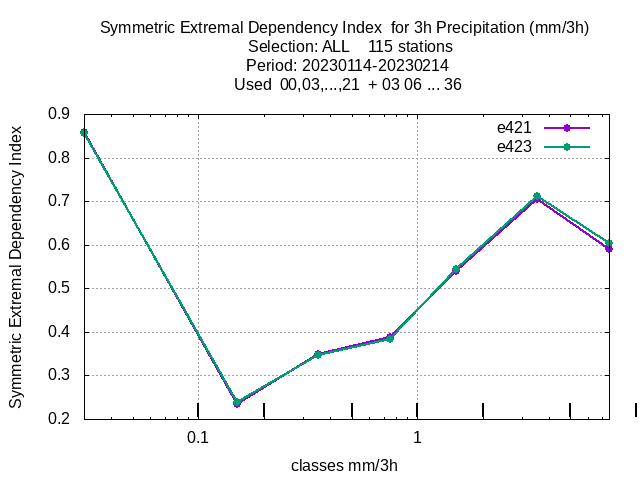 Symmetric Extremal Dependency Index  for 3h Precipitation (mm/3h)
Selection: ALL    115 stations
Period: 20230114-20230214
Used  00,03,...,21  + 03 06 ... 36
Symmetric Extremal Dependency Index
0.9
0.8
0.7
0.6
0.5
0.4
0.3
0.2
e421
e423
0.1
1
classes mm/3h